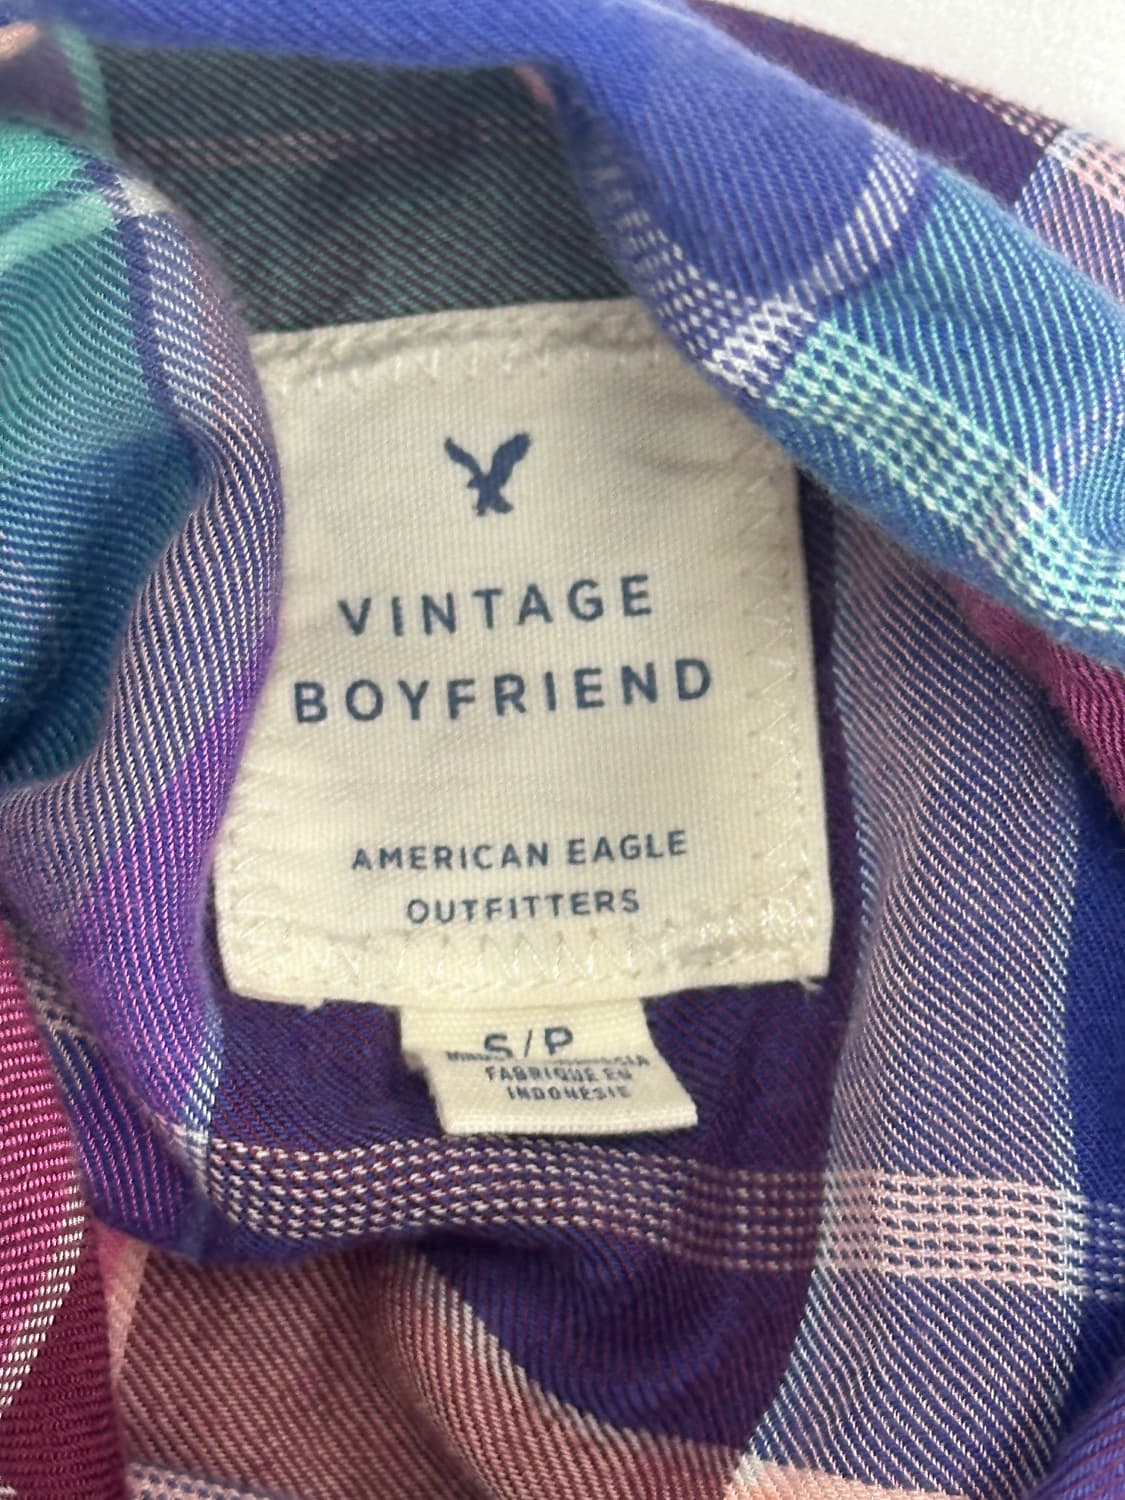 VINTAGE
BOYFRIEND
AMERICAN EAGLE
OUTFITTERS
S/P
FABRIQUE EN
INDONESIE